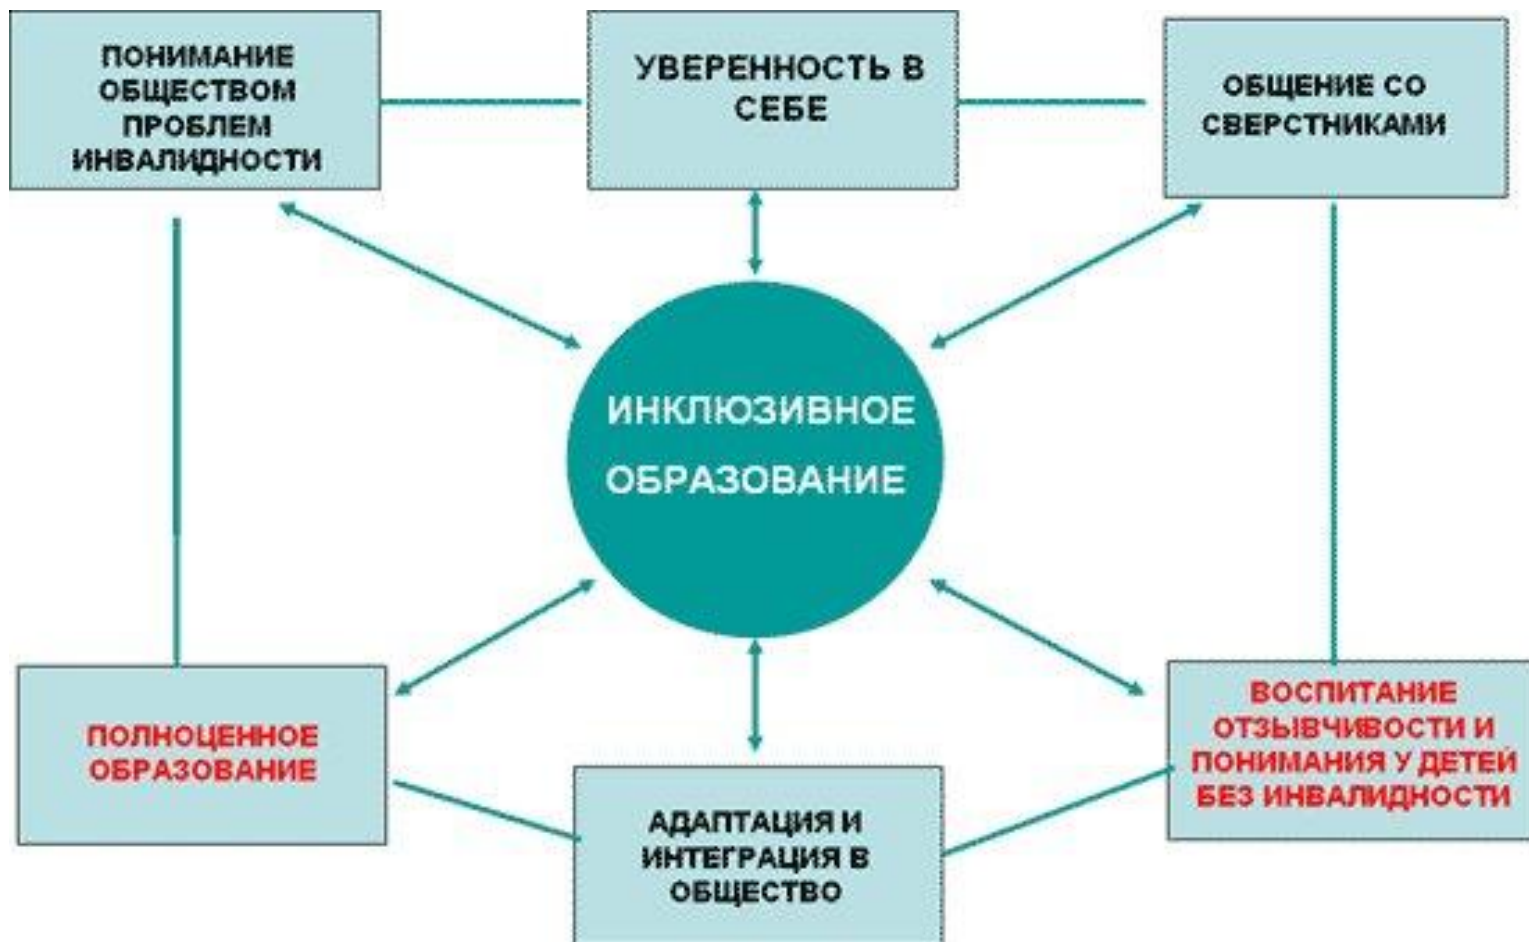 ПОНИМАНИЕ
ОБЩЕСТВОМ
ПРОБЛЕМ
ИНВАЛИДНОСТИ
УВЕРЕННОСТЬ В
СЕБЕ
ОБЩЕНИЕ СО
СВЕРСТНИКАМИ
ИНКЛЮЗИВНОЕ
ОБРАЗОВАНИЕ
ПОЛНОЦЕННОЕ
ОБРАЗОВАНИЕ
АДАПТАЦИЯ И
ИНТЕГРАЦИЯ В
ОБЩЕСТВО
ВОСПИТАНИЕ
ОТЗЫВЧИВОСТИ И
ПОНИМАНИЯ У ДЕТЕЙ
БЕЗ ИНВАЛИДНОСТИ